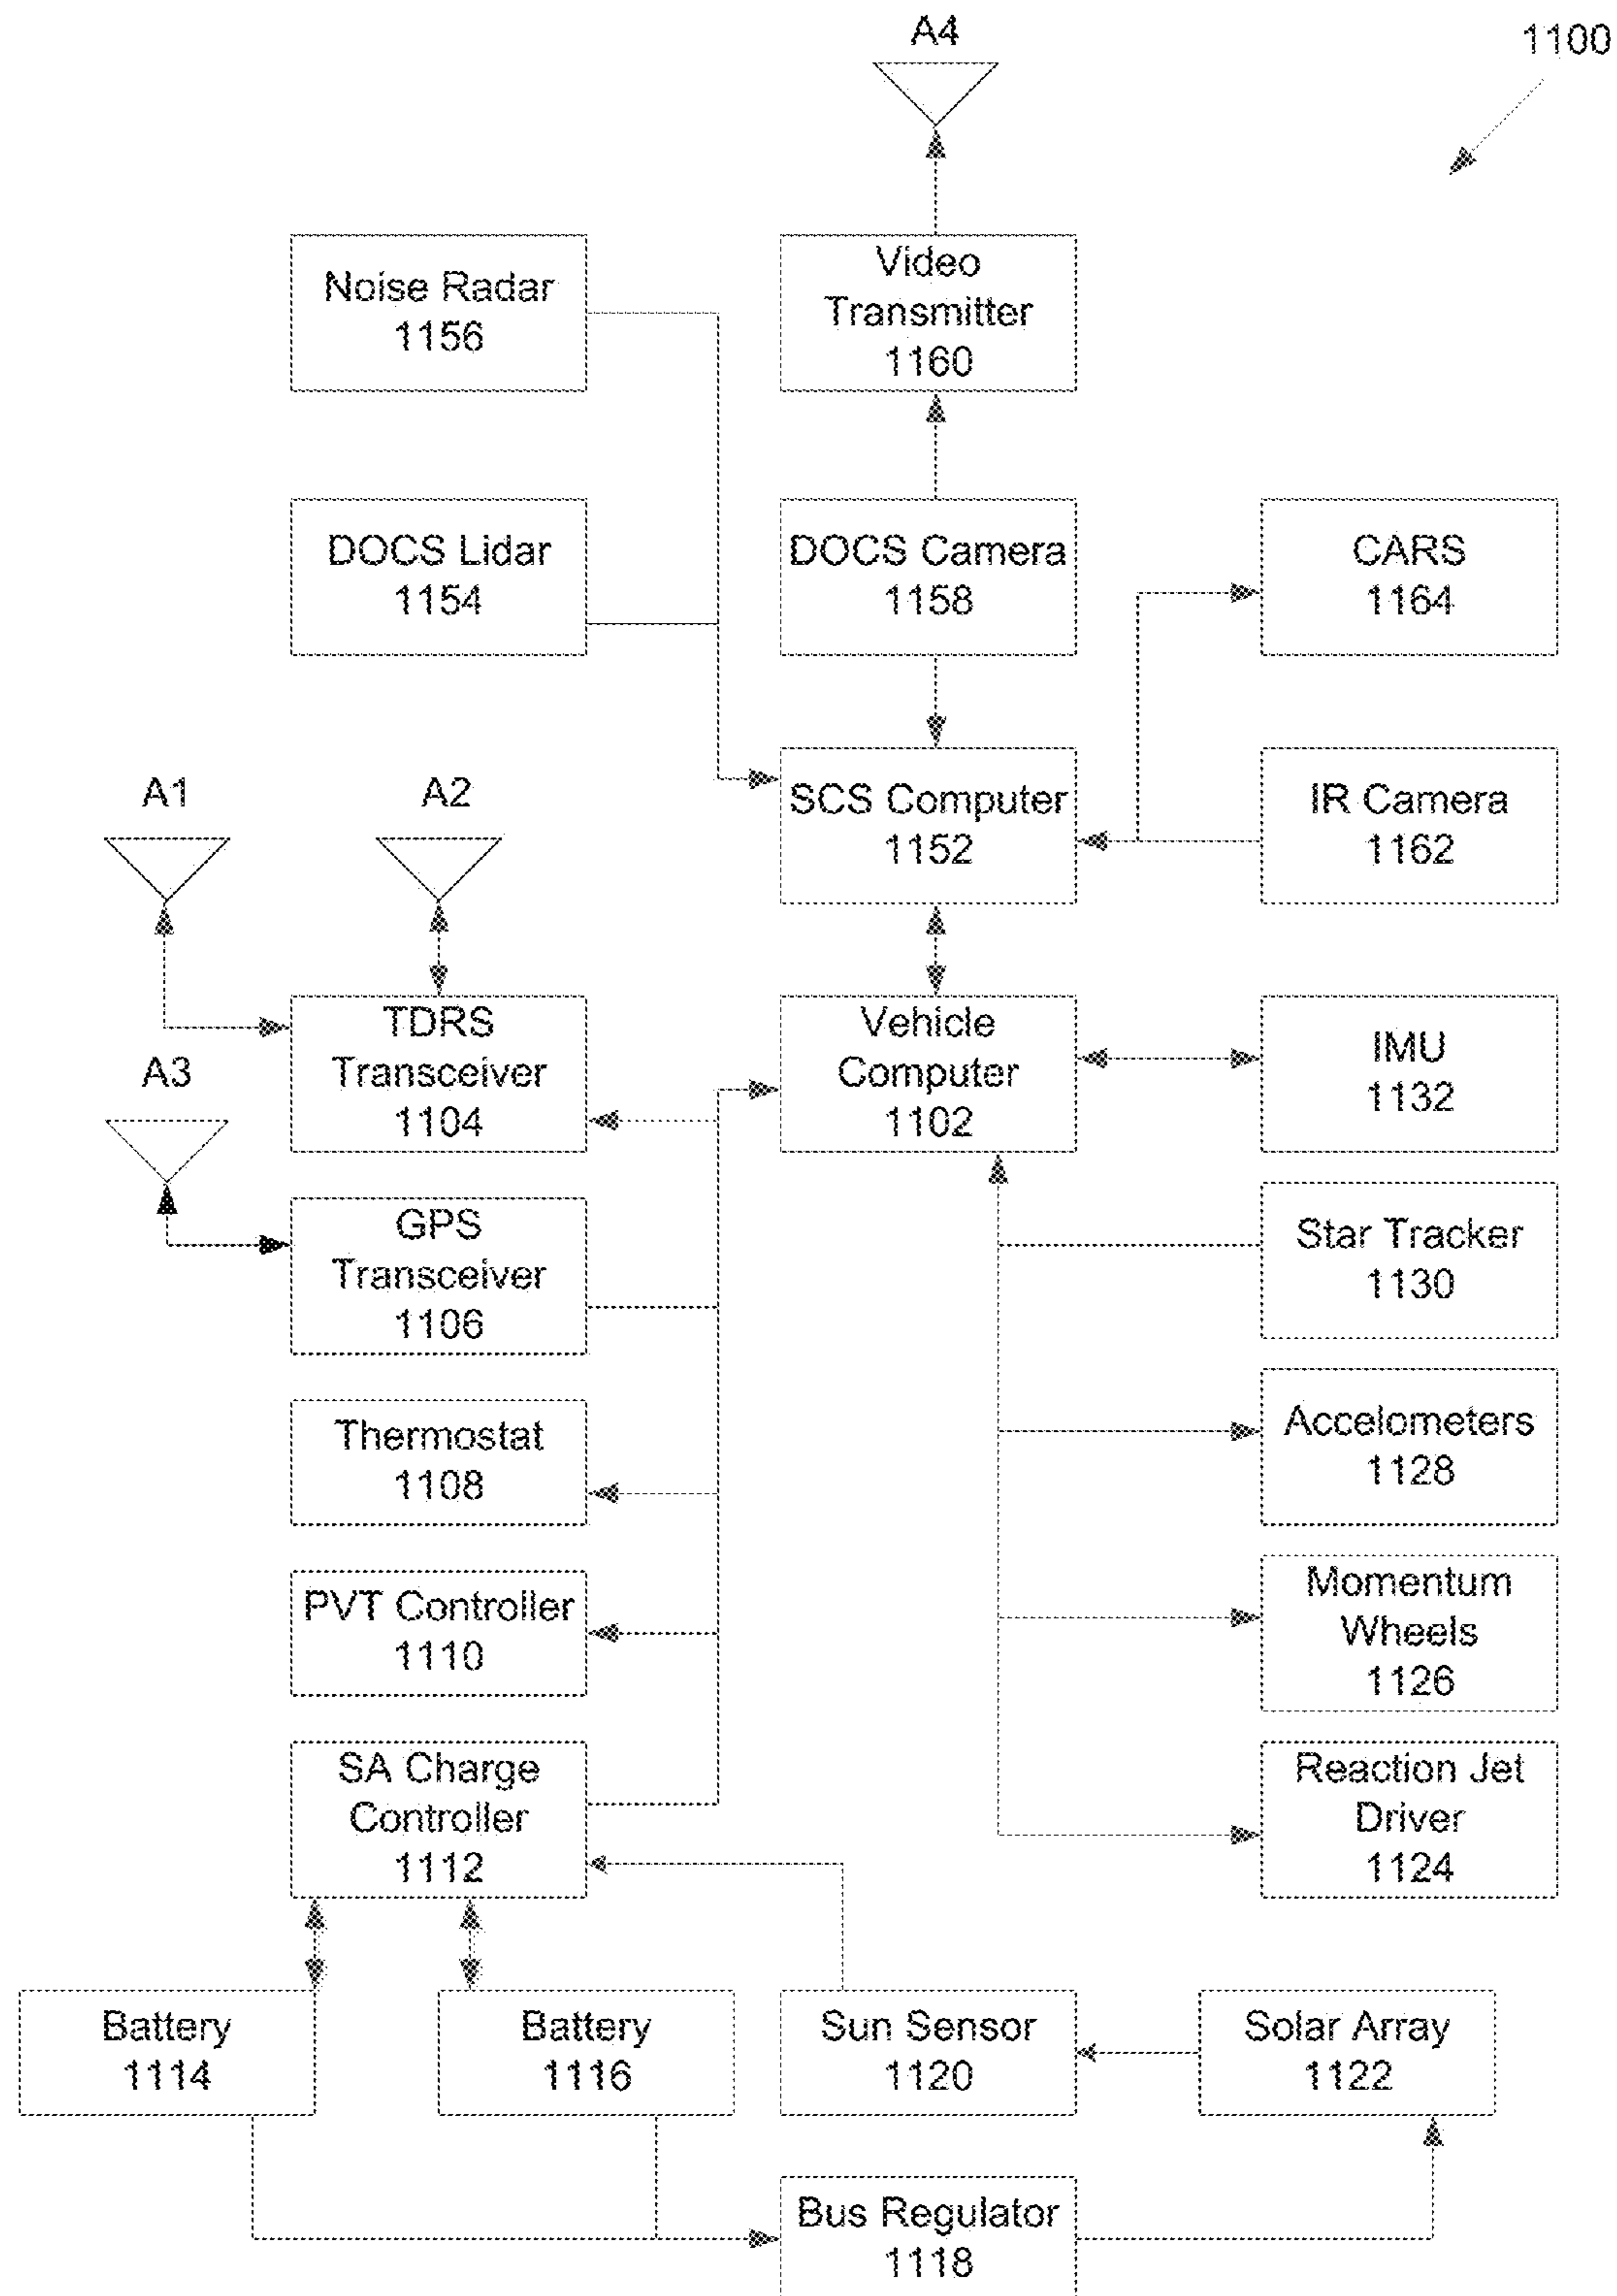 A4
1100
Noise Radar
1156
Video
Transmitter
1160
DOCS Lidar
1154
DOCS Camera
1158
CARS
1164
A1
A2
SCS Computer
1152
IR Camera
1162
TDRS
Transceiver
1104
Vehicle
Computer
1102
IMU
1132
A3
GPS
Transceiver
1106
Star Tracker
1130
Thermostat
1108
Accelometers
1128
PVT Controller
1110
Momentum
Wheels
1126
SA Charge
Controller
1112
Reaction Jet
Driver
1124
Battery
1114
Battery
1116
Sun Sensor
1120
Solar Array
1122
Bus Regulator
1118